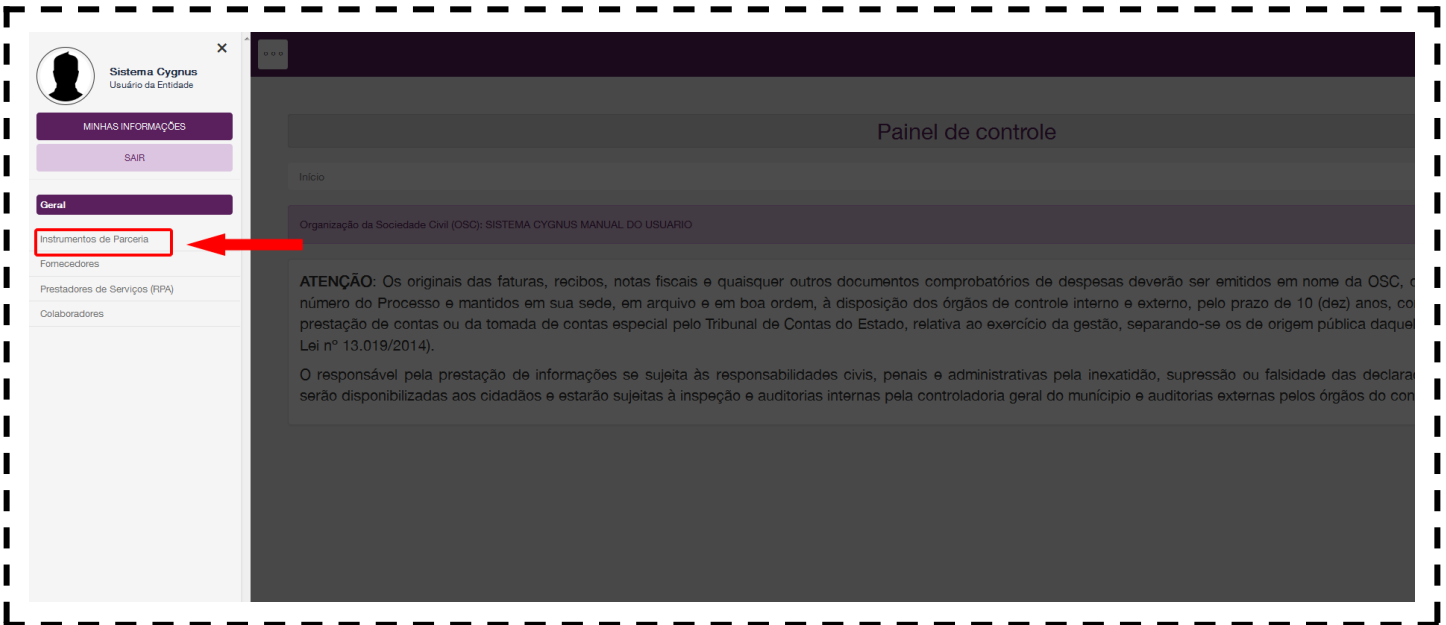 Sistema Cygnus
Usuário da Entidade
MINHAS INFORMAÇÕES
SAIR
Geral
Instrumentos de Parceria
Fornecedores
Prestadores de Serviços (RPA)
Colaboradores
Painel de controle
Início
Organização da Sociedade Civil (OSC): SISTEMA CYGNUS MANUAL DO USUARIO
ATENÇÃO: Os originais das faturas, recibos, notas fiscais e quaisquer outros documentos comprobatórios de despesas deverão ser emitidos em nome da OSC,
número do Processo e mantidos em sua sede, em arquivo e em boa ordem, à disposição dos órgãos de controle interno e externo, pelo prazo de 10 (dez) anos,
prestação de contas ou da tomada de contas especial pelo Tribunal de Contas do Estado, relativa ao exercício da gestão, separando-se os de origem pública
Lei nº 13.019/2014).
O responsável pela prestação de informações se sujeita às responsabilidades civis, penais e administrativas pela inexatidão, supressão ou falsidade das
serão disponibilizadas aos cidadãos e estarão sujeitas à inspeção e auditorias internas pela controladoria geral do munícipio e auditorias externas pelos órgãos do